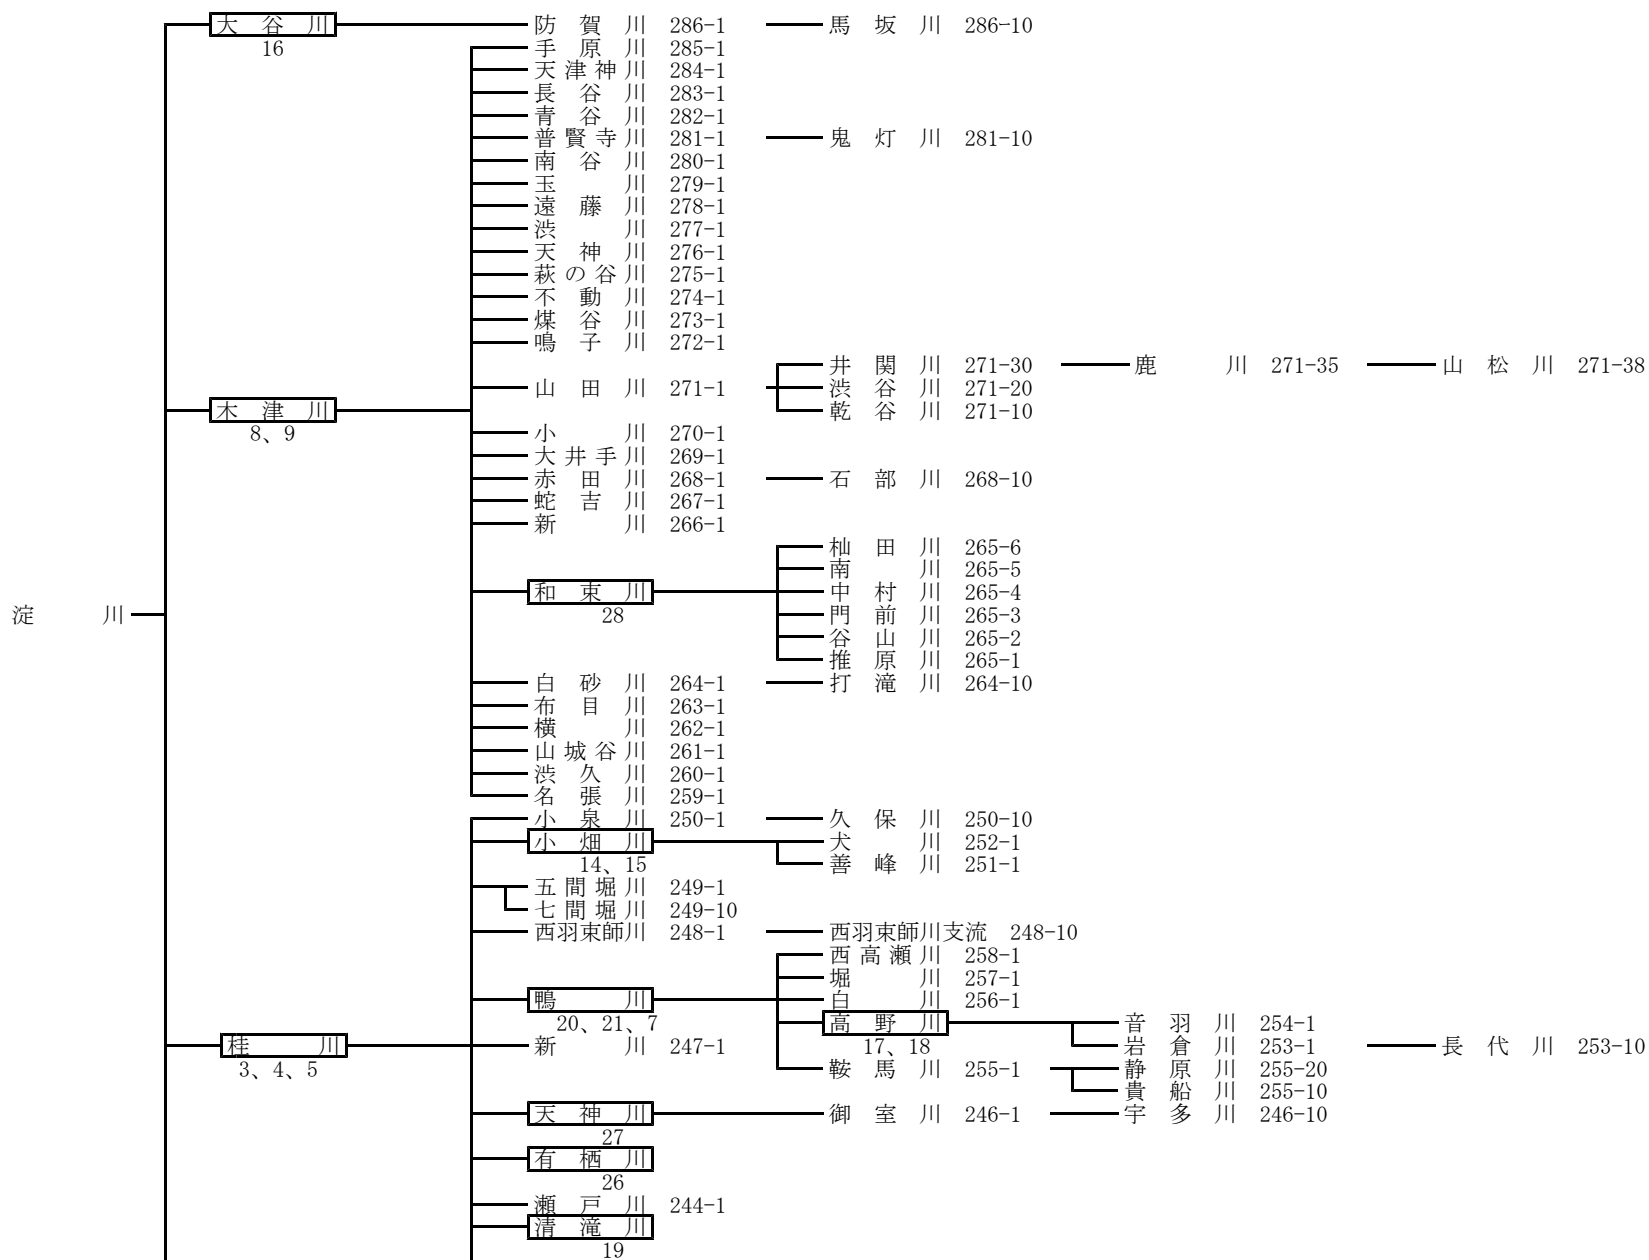 大谷川 防賀川 286-1 馬坂川 286-10
16
手原川 285-1
天津神川 284-1
長谷川 283-1
青谷川 282-1
普賢寺川 281-1 鬼灯川 281-10
南谷川 280-1
玉川 279-1
遠藤川 278-1
渋川 277-1
天神川 276-1
萩の谷川 275-1
不動川 274-1
煤谷川 273-1
鳴子川 272-1
井関川 271-30 鹿川 271-35 山松川 271-38
山田川 271-1 渋谷川 271-20
木津川 乾谷川 271-10
8、9
小川 270-1
大井手川 269-1
赤田川 268-1 石部川 268-10
蛇吉川 267-1
新川 266-1
杣田川 265-6
南川 265-5
和束川 中村川 265-4
28
淀川 門前川 265-3
谷山川 265-2
推原川 265-1
白砂川 264-1 打滝川 264-10
布目川 263-1
横川 262-1
山城谷川 261-1
渋久川 260-1
名張川 259-1
小泉川 250-1 久保川 250-10
小畑川 犬川 252-1
14、15 善峰川 251-1
五間堀川 249-1
七間堀川 249-10
西羽束師川 248-1 西羽束師川支流 248-10
西高瀬川 258-1
堀川 257-1
鴨川 白川 256-1
20、21、7
高野川 音羽川 254-1
17、18
桂川 新川 247-1 岩倉川 253-1 長代川 253-10
3、4、5
鞍馬川 255-1 静原川 255-20
貴船川 255-10
天神川 御室川 246-1 宇多川 246-10
27
有栖川
26
瀬戸川 244-1
清滝川
19